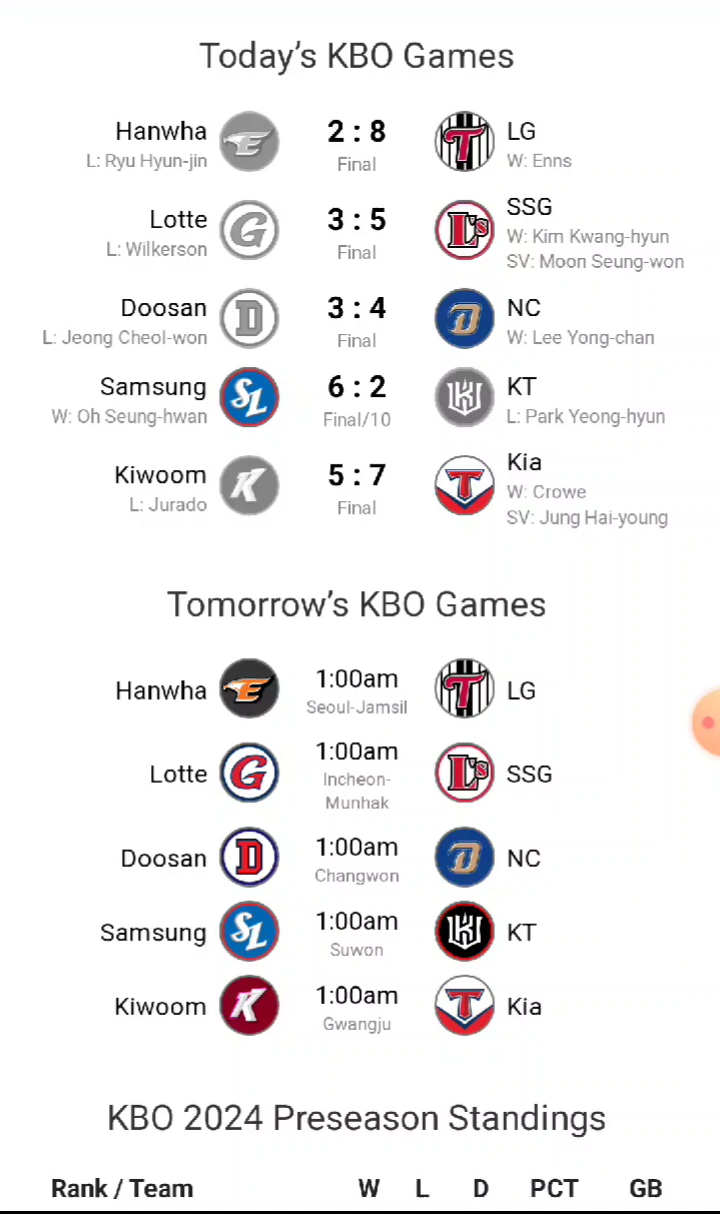 Today's KBO Games
Hanwha 2 : 8 LG
L: Ryu Hyun-jin Final W: Enns
Lotte 3 : 5 SSG
L: Wilkerson Final W: Kim Kwang-hyun
SV: Moon Seung-won
Doosan 3 : 4 NC
L: Jeong Cheol-won Final W: Lee Yong-chan
Samsung 6 : 2 KT
W: Oh Seung-hwan Final/10 L: Park Yeong-hyun
Kiwoom 5 : 7 Kia
L: Jurado Final W: Crowe
SV: Jung Hai-young
Tomorrow's KBO Games
Hanwha 1:00am LG
Seoul-Jamsil
Lotte 1:00am SSG
Incheon-
Munhak
Doosan 1:00am NC
Changwon
Samsung 1:00am KT
Suwon
Kiwoom 1:00am Kia
Gwangju
KBO 2024 Preseason Standings
Rank / Team W L D PCT GB